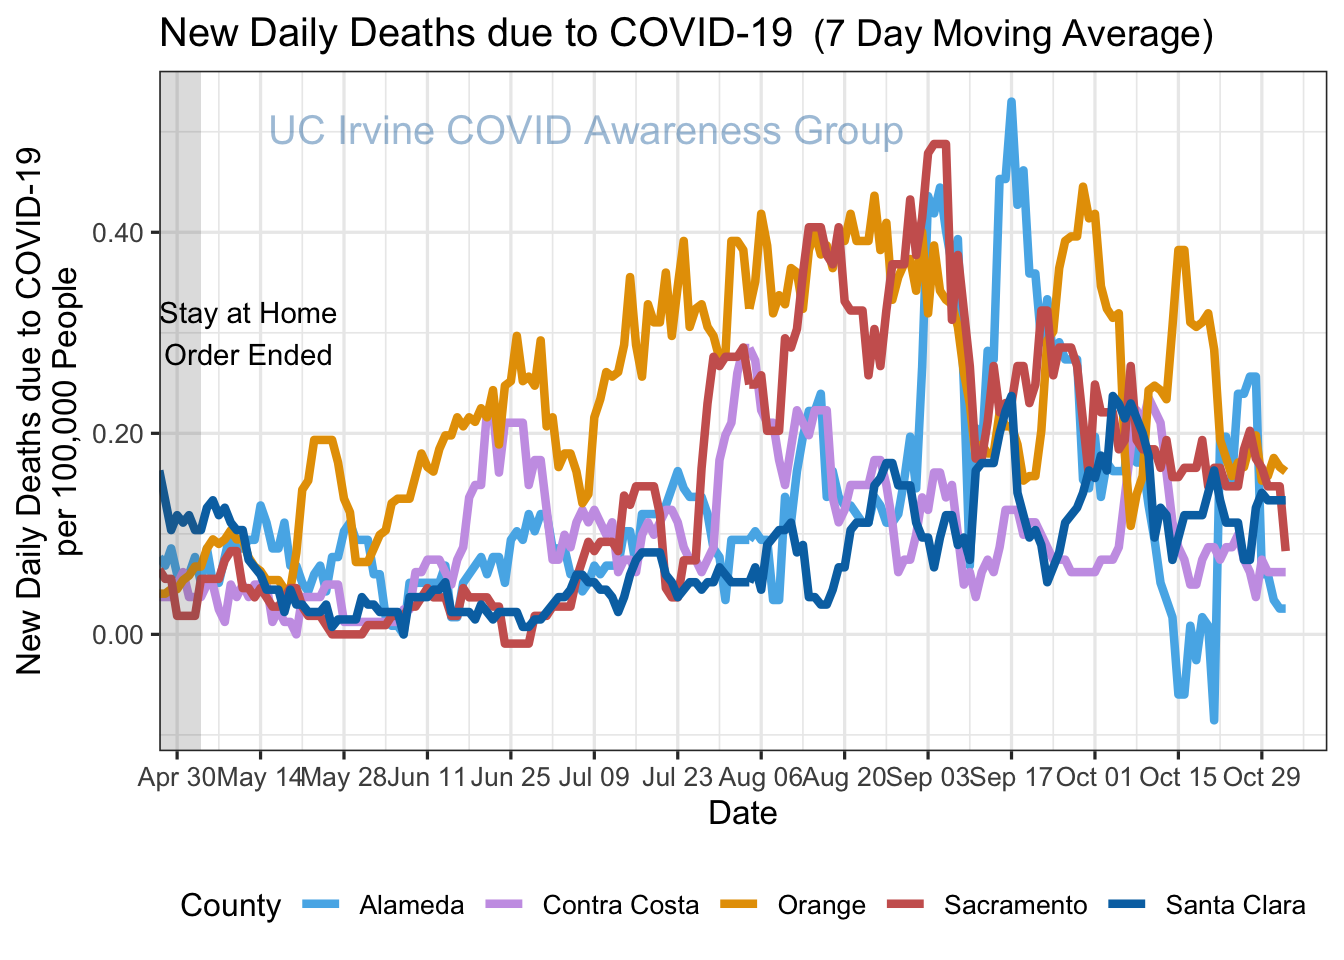 New Daily Deaths due to COVID-19 (7 Day Moving Average)
New Daily Deaths due to COVID-19
per 100,000 People
UC Irvine COVID Awareness Group
Stay at Home
Order Ended
0.40
0.20
0.00
Apr 30 May 14 May 28 Jun 11 Jun 25 Jul 09 Jul 23 Aug 06 Aug 20 Sep 03 Sep 17 Oct 01 Oct 15 Oct 29
Date
County Alameda Contra Costa Orange Sacramento Santa Clara